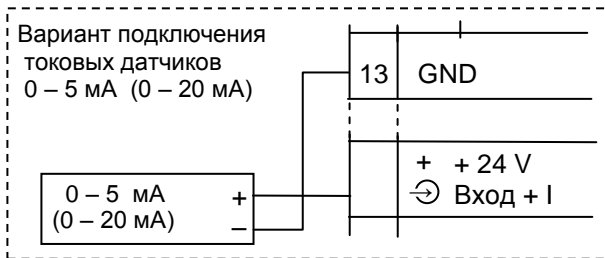 Вариант подключения
токовых датчиков
0 – 5 мА (0 – 20 мА)
13 GND
+ + 24 V
Вход + I
0 – 5 мА +
(0 – 20 мА) –